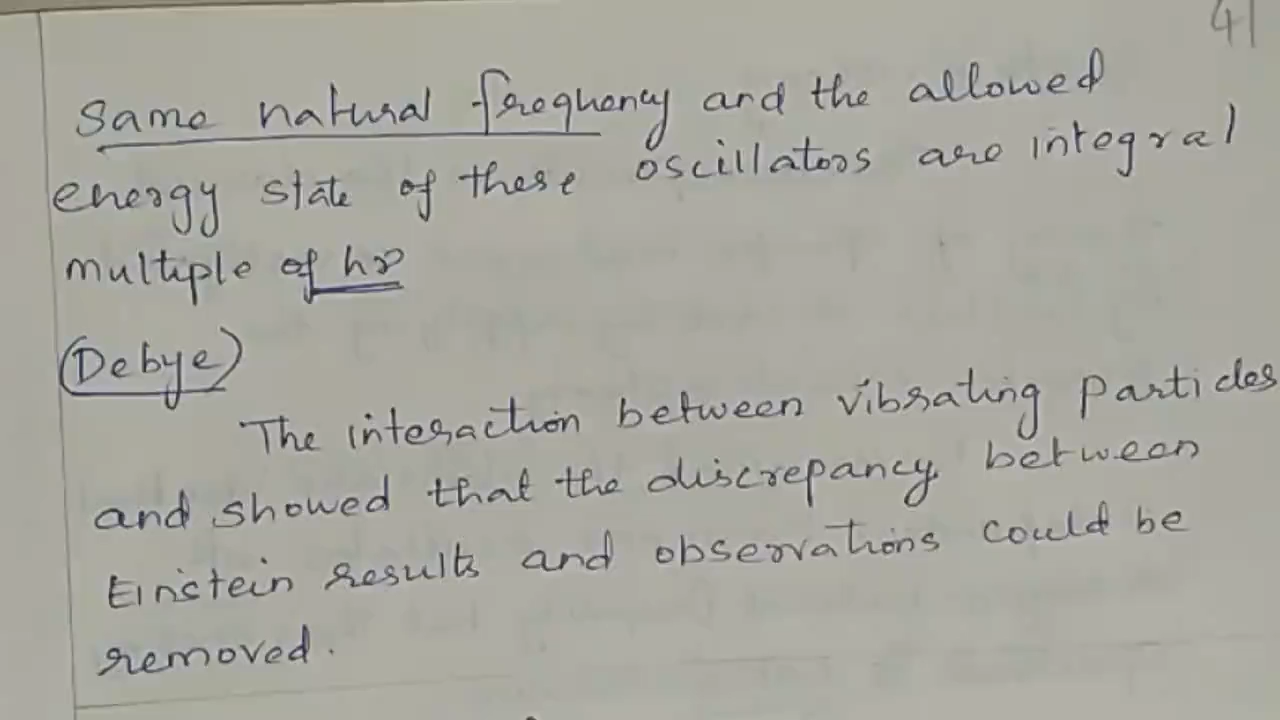 41
Same natural frequency and the allowed
energy state of these oscillators are integral
multiple of hν
(Debye)
The interaction between vibrating particles
and showed that the discrepancy between
Einstein results and observations could be
removed.